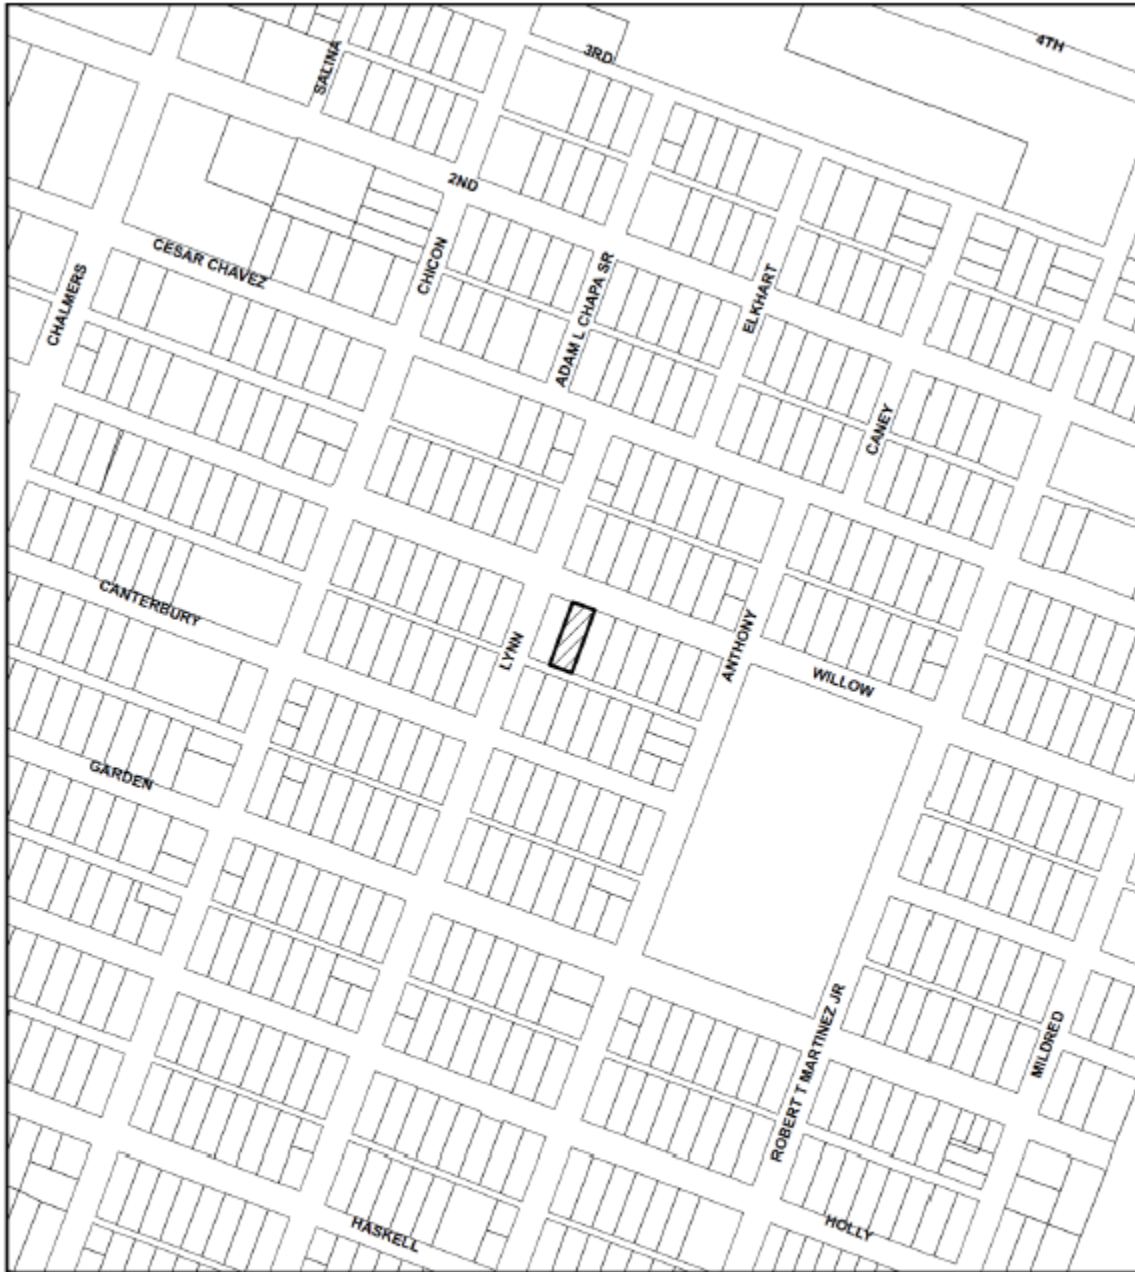 4TH
3RD
SALINA
2ND
CESAR CHAVEZ
CHICON
CHALMERS
ADAM L CHAPA SR
ELKHART
CANEY
CANTERBURY
LYNN
ANTHONY
WILLOW
GARDEN
ROBERT T MARTINEZ JR
MILDRED
HASKELL
HOLLY